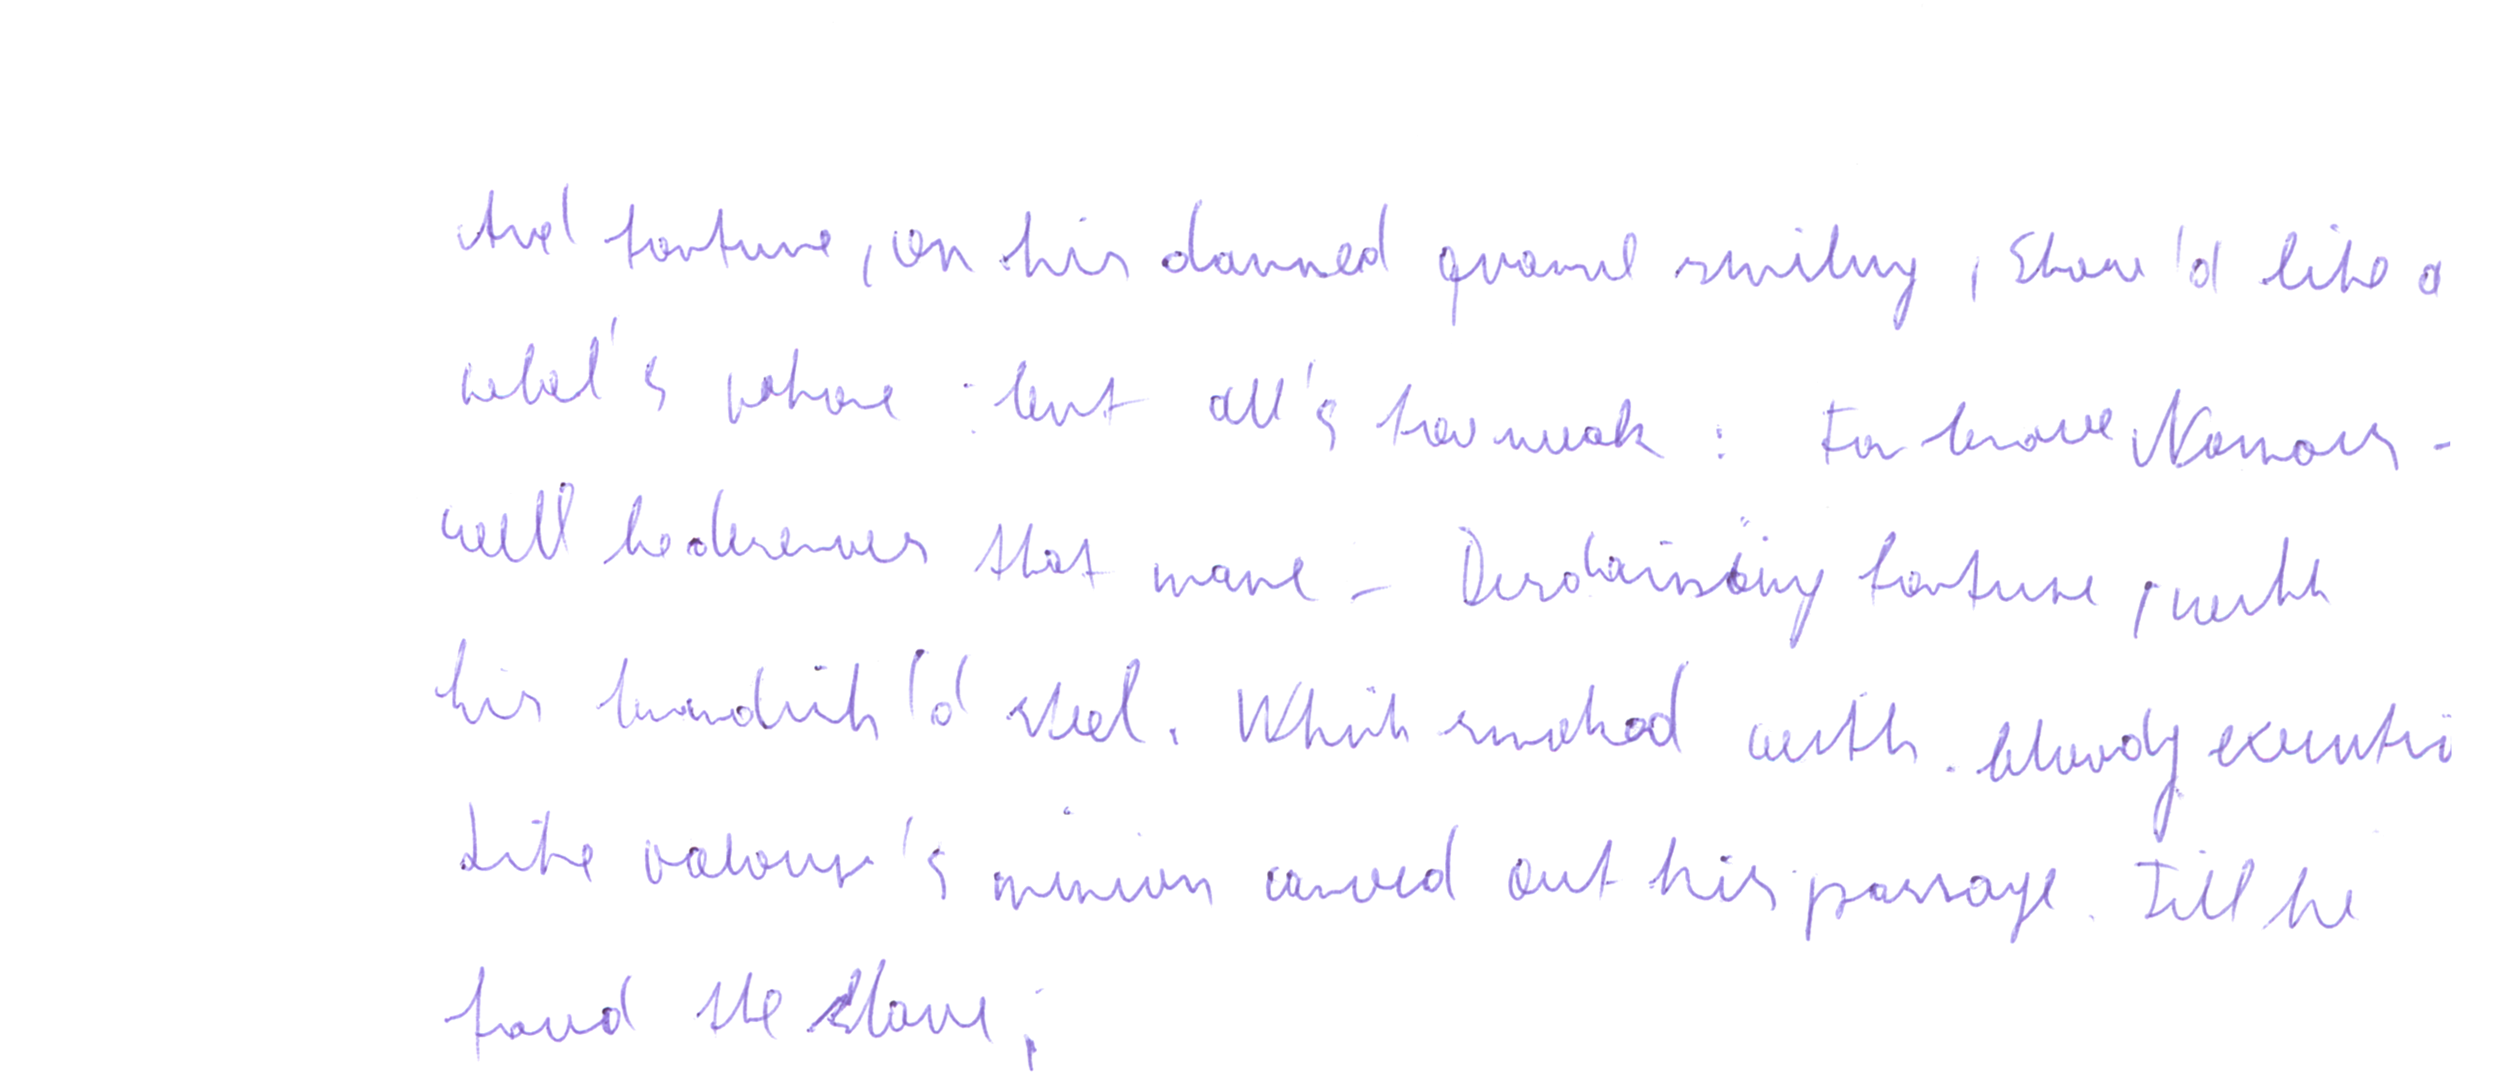 And fortune, on his damned quarrel smiling, Show'd like a
rebel's whore: but all's too weak: For brave Macbeth -
well he deserves that name - Disdaining fortune, with
his brandish'd steel. Which smoked with bloody executio
Like valour's minion carved out his passage. Till he
faced the slave;